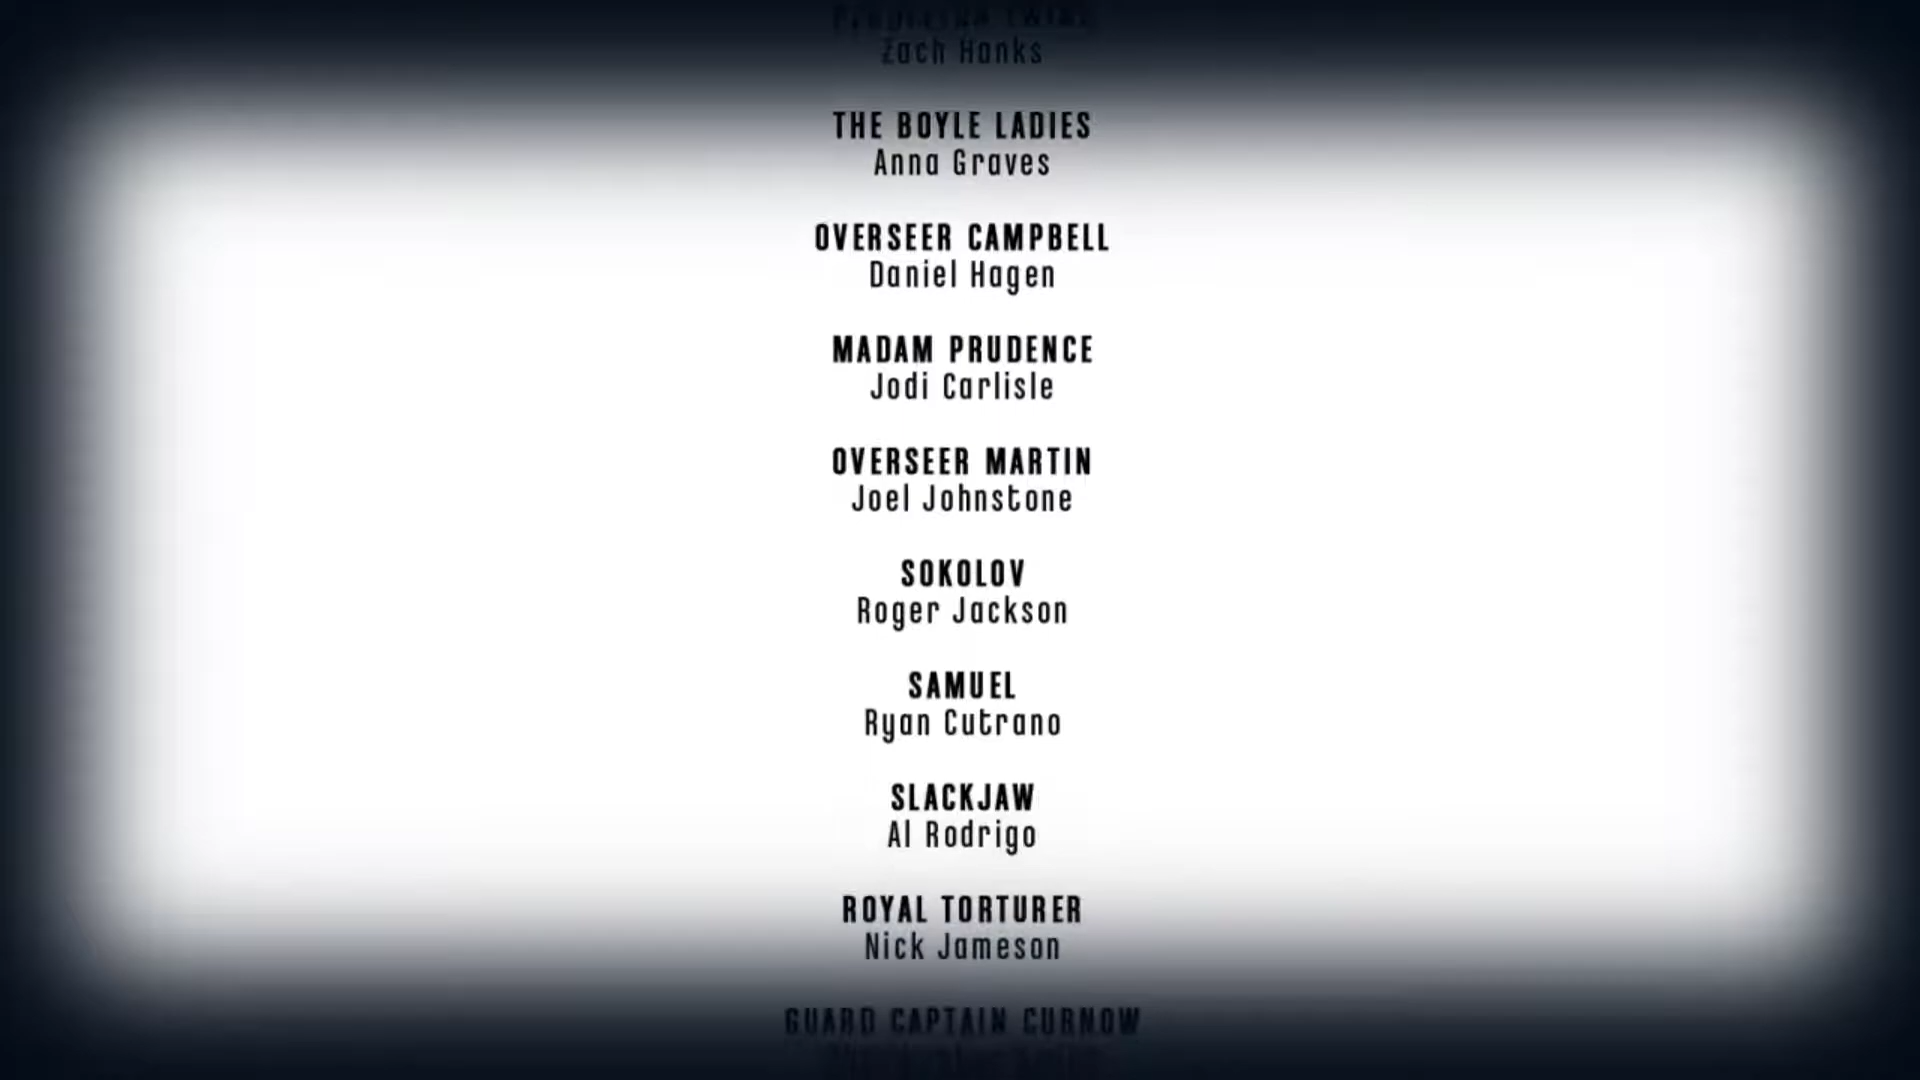 Zach Hanks
THE BOYLE LADIES
Anna Graves
OVERSEER CAMPBELL
Daniel Hagen
MADAM PRUDENCE
Jodi Carlisle
OVERSEER MARTIN
Joel Johnstone
SOKOLOV
Roger Jackson
SAMUEL
Ryan Cutrano
SLACKJAW
Al Rodrigo
ROYAL TORTURER
Nick Jameson
GUARD CAPTAIN CURNOW